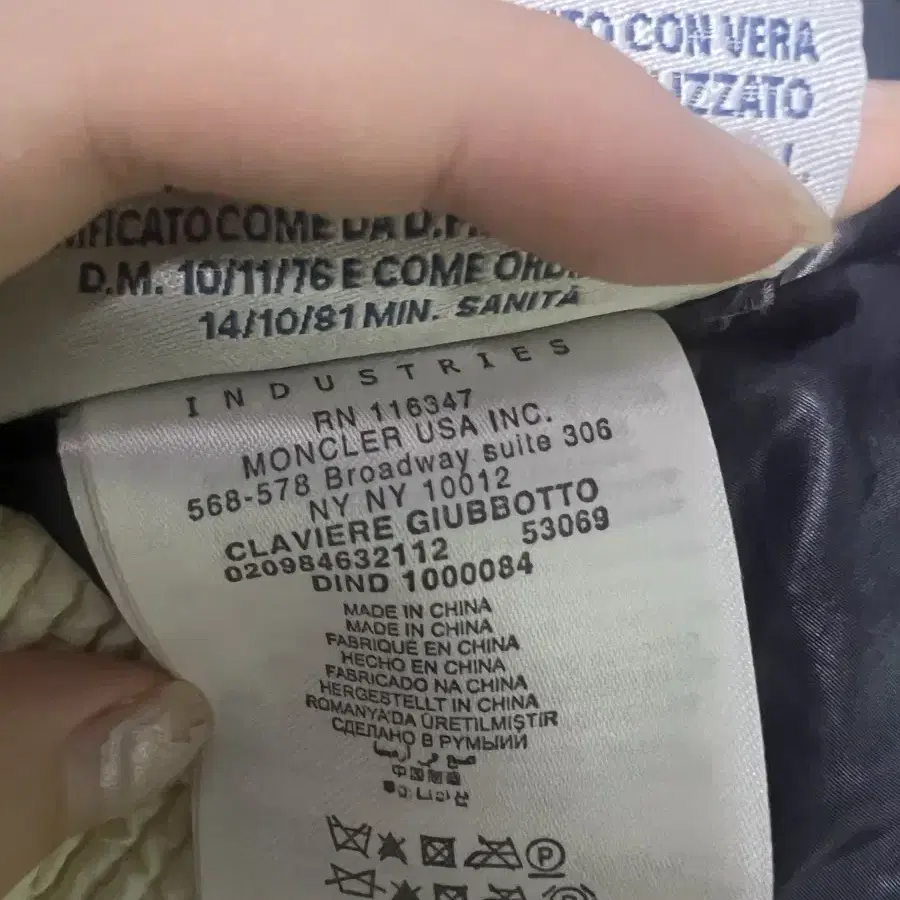 CON VERA
IZZATO
IFICATO COME DA D.P.
D.M. 10/11/76 E COME ORD.
14/10/81 MIN. SANITÀ
INDUSTRIES
RN 116347
MONCLER USA INC.
568-578 Broadway suite 306
NY NY 10012
CLAVIERE GIUBBOTTO
020984632112 53069
DIND 1000084
MADE IN CHINA
MADE IN CHINA
FABRIQUÉ EN CHINA
HECHO EN CHINA
FABRICADO NA CHINA
HERGESTELLT IN CHINA
ROMANYA'DA ÜRETILMIŞTIR
СДЕЛАНО В РУМЫНИИ
P